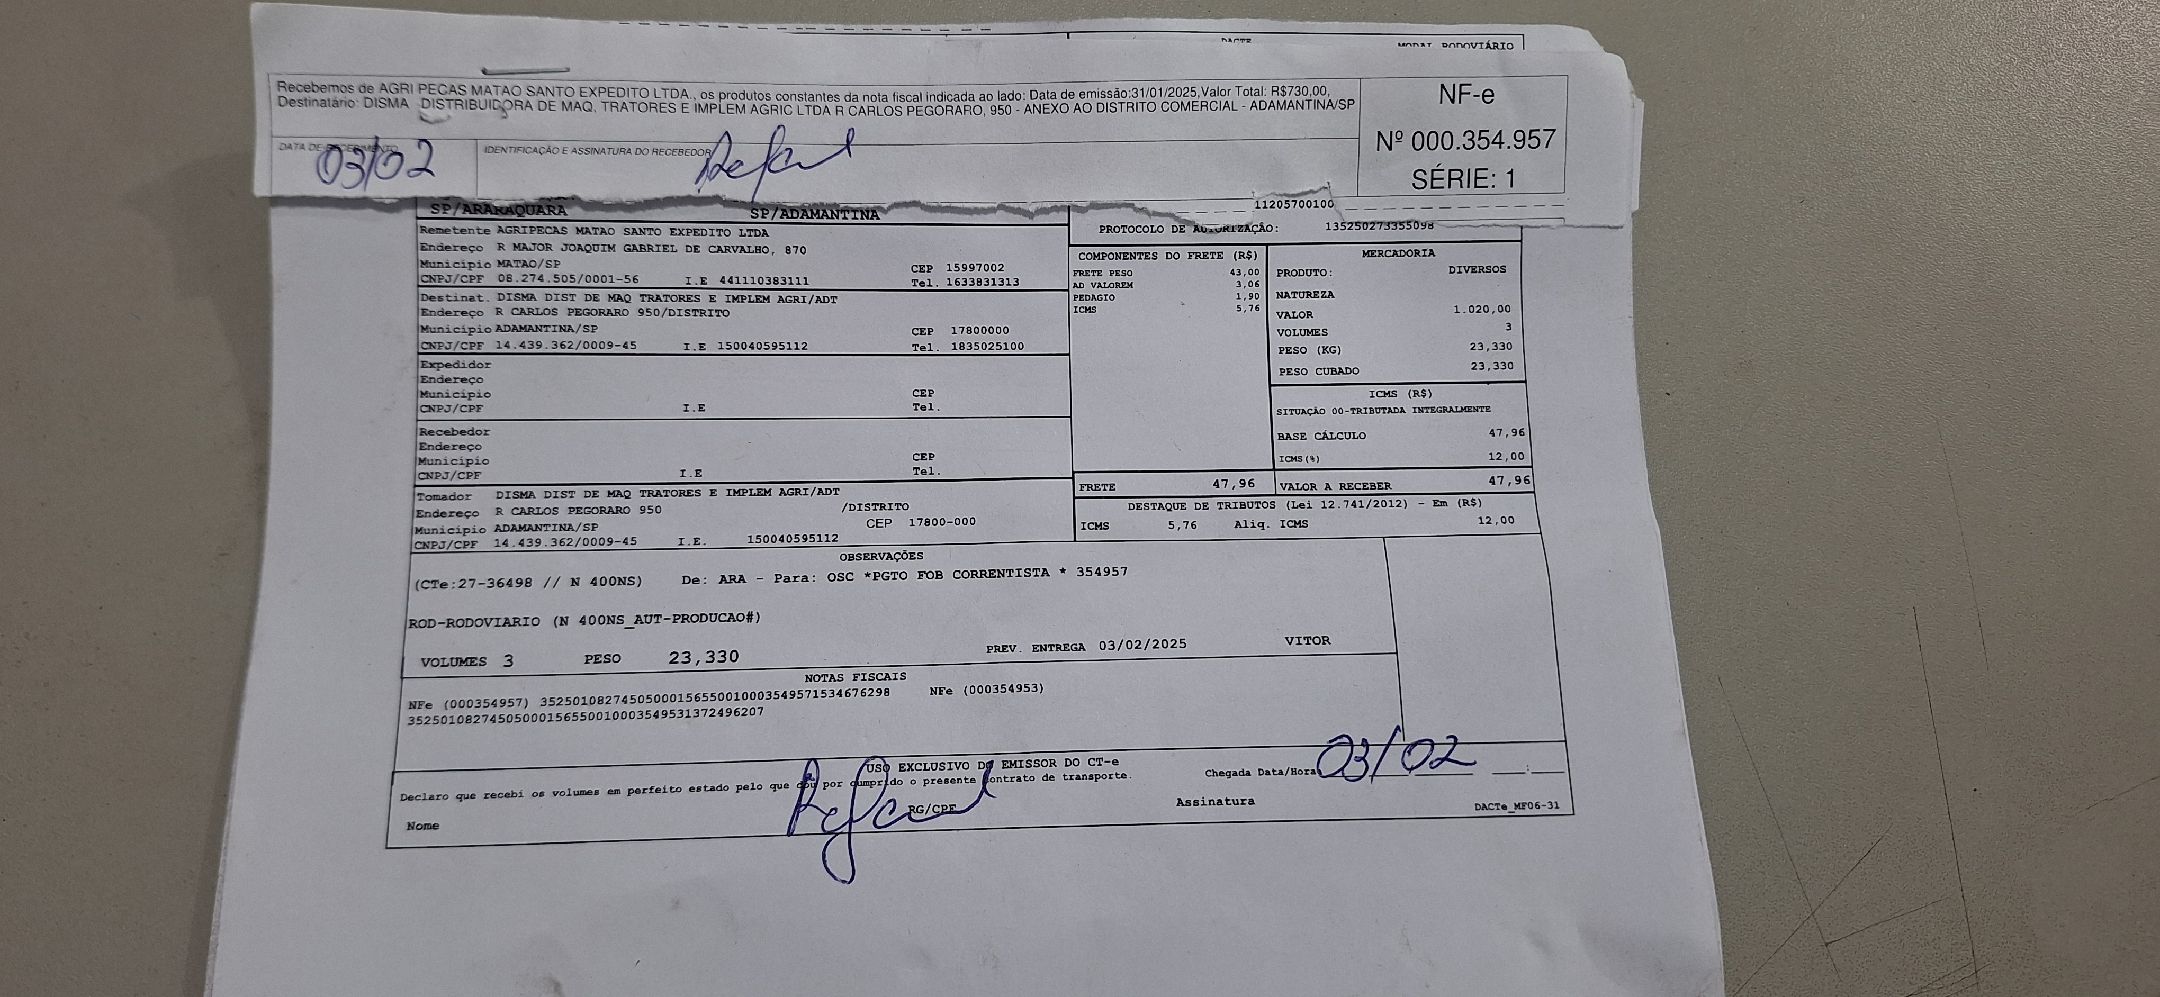 MODAL RODOVIÁRIO
Recebemos de AGRI PECAS MATAO SANTO EXPEDITO LTDA., os produtos constantes da nota fiscal indicada ao lado; Data de emissão:31/01/2025,Valor Total: R$730,00,
Destinatário: DISMA DISTRIBUIDORA DE MAQ, TRATORES E IMPLEM AGRIC LTDA R CARLOS PEGORARO, 950 - ANEXO AO DISTRITO COMERCIAL - ADAMANTINA/SP
NF-e
Nº 000.354.957
SÉRIE: 1
DATA DE RECEBIMENTO
03/02
IDENTIFICAÇÃO E ASSINATURA DO RECEBEDOR
SP/ARARAQUARA SP/ADAMANTINA
11205700100
PROTOCOLO DE AUTORIZAÇÃO: 135250273355098
Remetente AGRIPECAS MATAO SANTO EXPEDITO LTDA
Endereço R MAJOR JOAQUIM GABRIEL DE CARVALHO, 870
Municipio MATAO/SP CEP 15997002
CNPJ/CPF 08.274.505/0001-56 I.E 441110383111 Tel. 1633831313
Destinat. DISMA DIST DE MAQ TRATORES E IMPLEM AGRI/ADT
Endereço R CARLOS PEGORARO 950/DISTRITO
Municipio ADAMANTINA/SP CEP 17800000
CNPJ/CPF 14.439.362/0009-45 I.E 150040595112 Tel. 1835025100
Expedidor
Endereço
Municipio CEP
CNPJ/CPF I.E Tel.
Recebedor
Endereço
Municipio CEP
CNPJ/CPF I.E Tel.
Tomador DISMA DIST DE MAQ TRATORES E IMPLEM AGRI/ADT
Endereço R CARLOS PEGORARO 950 /DISTRITO
Municipio ADAMANTINA/SP CEP 17800-000
CNPJ/CPF 14.439.362/0009-45 I.E. 150040595112
COMPONENTES DO FRETE (R$)
FRETE PESO 43,00
AD VALOREM 3,06
PEDAGIO 1,90
ICMS 5,76
FRETE 47,96
MERCADORIA
PRODUTO: DIVERSOS
NATUREZA
VALOR 1.020,00
VOLUMES 3
PESO (KG) 23,330
PESO CUBADO 23,330
ICMS (R$)
SITUAÇÃO 00-TRIBUTADA INTEGRALMENTE
BASE CÁLCULO 47,96
ICMS(%) 12,00
VALOR A RECEBER 47,96
DESTAQUE DE TRIBUTOS (Lei 12.741/2012) - Em (R$)
ICMS 5,76 Aliq. ICMS 12,00
OBSERVAÇÕES
(CTe:27-36498 // N 400NS) De: ARA - Para: OSC *PGTO FOB CORRENTISTA * 354957
ROD-RODOVIARIO (N 400NS_AUT-PRODUCAO#)
VOLUMES 3 PESO 23,330 PREV. ENTREGA 03/02/2025 VITOR
NOTAS FISCAIS
NFe (000354957) 35250108274505000156550010003549571534676298 NFe (000354953)
35250108274505000156550010003549531372496207
USO EXCLUSIVO DO EMISSOR DO CT-e
Declaro que recebi os volumes em perfeito estado pelo que dou por cumprido o presente contrato de transporte.
Chegada Data/Hora 03/02
Nome RG/CPF Assinatura
DACTe_MF06-31